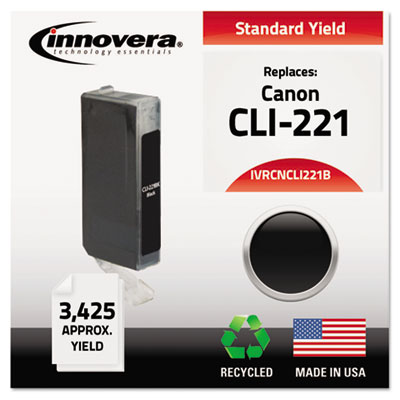 innovera
technology essentials
Standard Yield
Replaces:
Canon
CLI-221
IVRCNCLI221B
CLI-221BK
Black
3,425
APPROX.
YIELD
RECYCLED
MADE IN USA